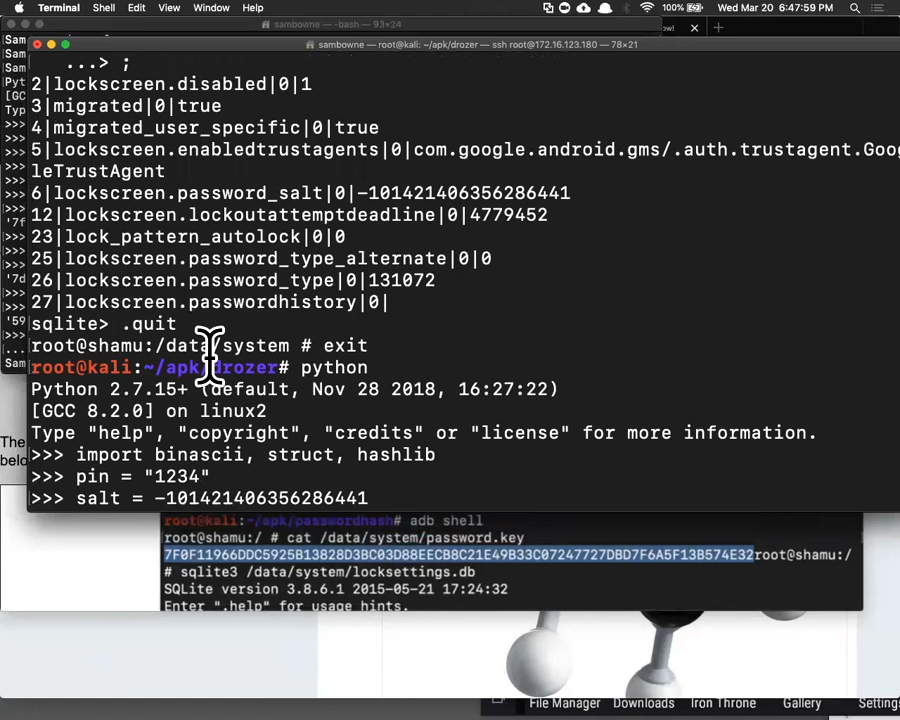 Terminal Shell Edit View Window Help 100% Wed Mar 20 6:47:59 PM
sambowne — -bash — 93×24
sambowne — root@kali: ~/apk/drozer — ssh root@172.16.123.180 — 78×21
...> ;
2|lockscreen.disabled|0|1
3|migrated|0|true
4|migrated_user_specific|0|true
5|lockscreen.enabledtrustagents|0|com.google.android.gms/.auth.trustagent.Goog
leTrustAgent
6|lockscreen.password_salt|0|-101421406356286441
12|lockscreen.lockoutattemptdeadline|0|4779452
23|lock_pattern_autolock|0|0
25|lockscreen.password_type_alternate|0|0
26|lockscreen.password_type|0|131072
27|lockscreen.passwordhistory|0|
sqlite> .quit
root@shamu:/data/system # exit
root@kali:~/apk/drozer# python
Python 2.7.15+ (default, Nov 28 2018, 16:27:22)
[GCC 8.2.0] on linux2
Type "help", "copyright", "credits" or "license" for more information.
>>> import binascii, struct, hashlib
>>> pin = "1234"
>>> salt = -101421406356286441
root@kali:~/apk/passwordhash# adb shell
root@shamu:/ # cat /data/system/password.key
7F0F11966DDC5925B13828D3BC03D88EECB8C21E49B33C07247727DBD7F6A5F13B574E32root@shamu:/
# sqlite3 /data/system/locksettings.db
SQLite version 3.8.6.1 2015-05-21 17:24:32
Enter ".help" for usage hints.
File Manager Downloads Iron Throne Gallery Settings